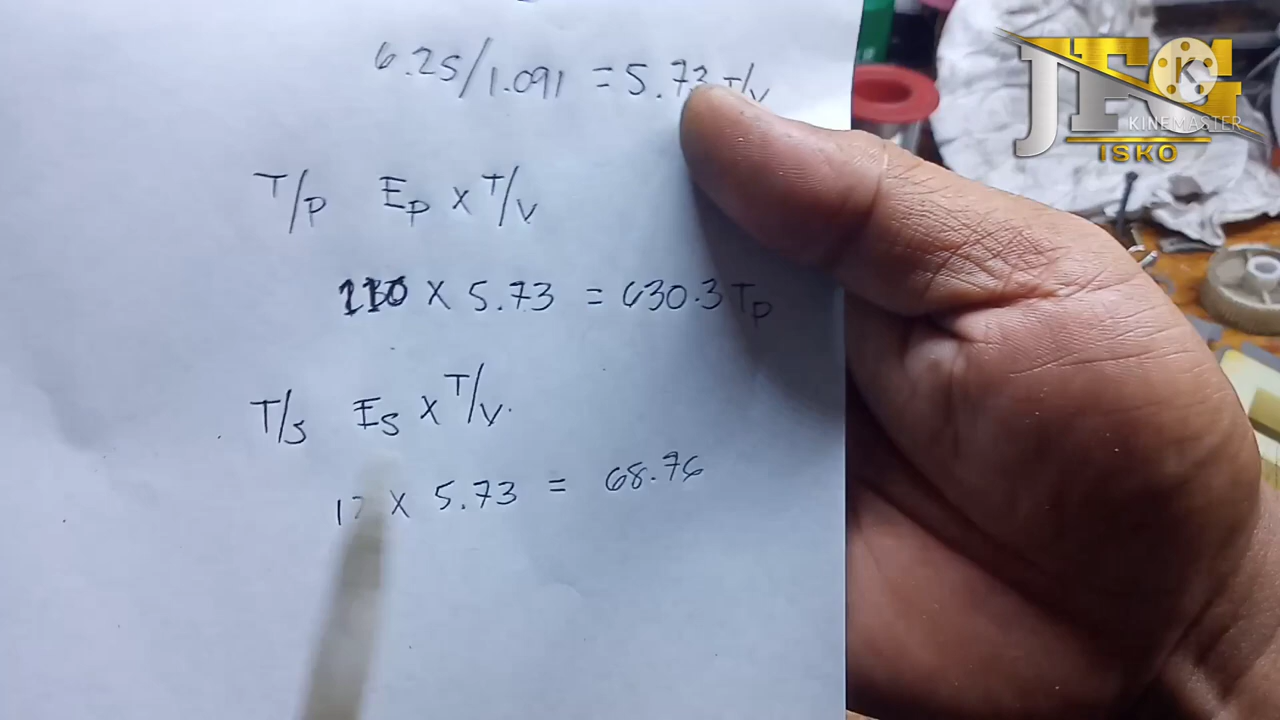 6.25/1.091 = 5.73 T/V
T/P Ep x T/V
110 x 5.73 = 630.3 Tp
T/s Es x T/V.
12 x 5.73 = 68.76
JFG
KINEMASTER
ISKO